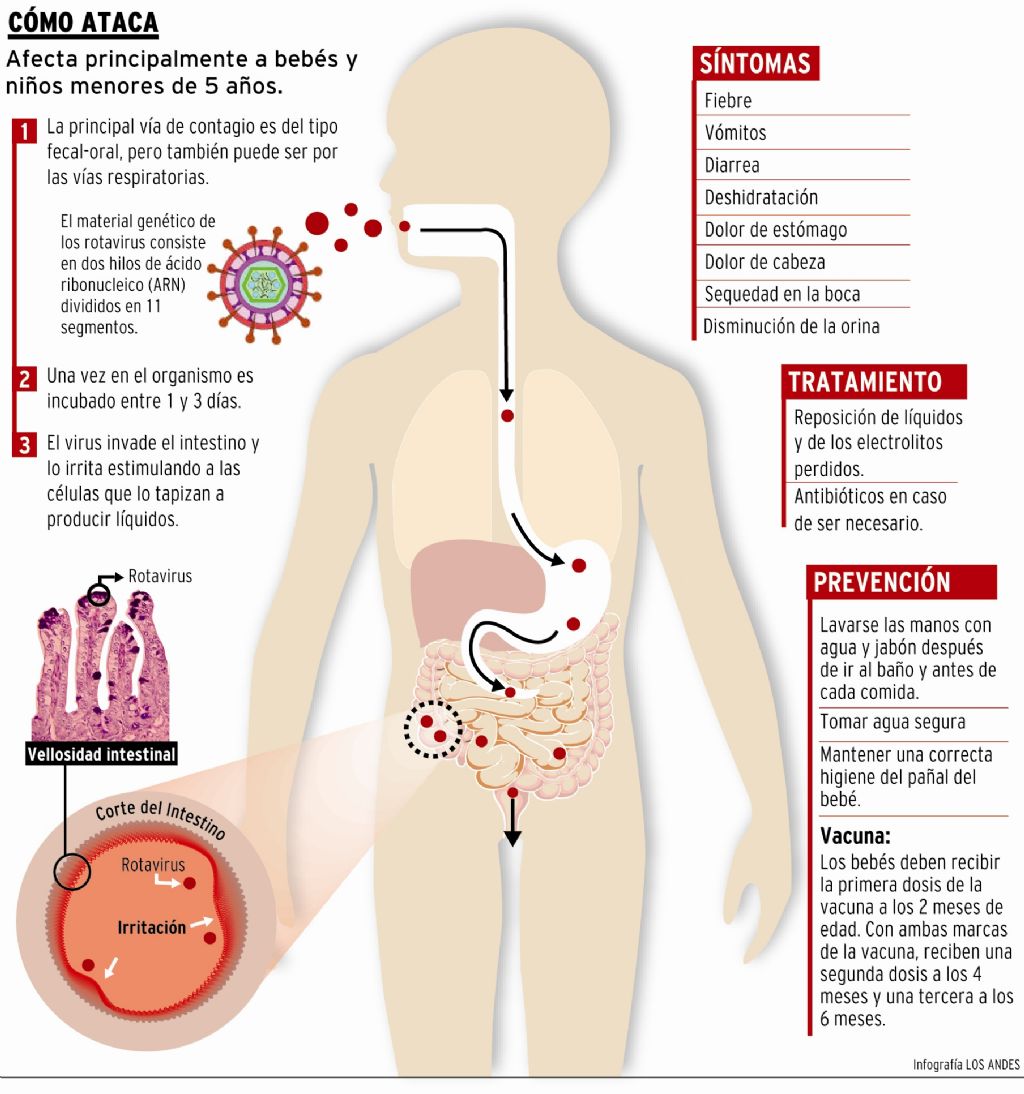 CÓMO ATACA
Afecta principalmente a bebés y
niños menores de 5 años.
1
La principal vía de contagio es del tipo
fecal-oral, pero también puede ser por
las vías respiratorias.
El material genético de
los rotavirus consiste
en dos hilos de ácido
ribonucleico (ARN)
divididos en 11
segmentos.
2
Una vez en el organismo es
incubado entre 1 y 3 días.
3
El virus invade el intestino y
lo irrita estimulando a las
células que lo tapizan a
producir líquidos.
Rotavirus
Vellosidad intestinal
Corte del Intestino
Rotavirus
Irritación
SÍNTOMAS
Fiebre
Vómitos
Diarrea
Deshidratación
Dolor de estómago
Dolor de cabeza
Sequedad en la boca
Disminución de la orina
TRATAMIENTO
Reposición de líquidos
y de los electrolitos
perdidos.
Antibióticos en caso
de ser necesario.
PREVENCIÓN
Lavarse las manos con
agua y jabón después
de ir al baño y antes de
cada comida.
Tomar agua segura
Mantener una correcta
higiene del pañal del
bebé.
Vacuna:
Los bebés deben recibir
la primera dosis de la
vacuna a los 2 meses de
edad. Con ambas marcas
de la vacuna, reciben una
segunda dosis a los 4
meses y una tercera a los
6 meses.
Infografía LOS ANDES